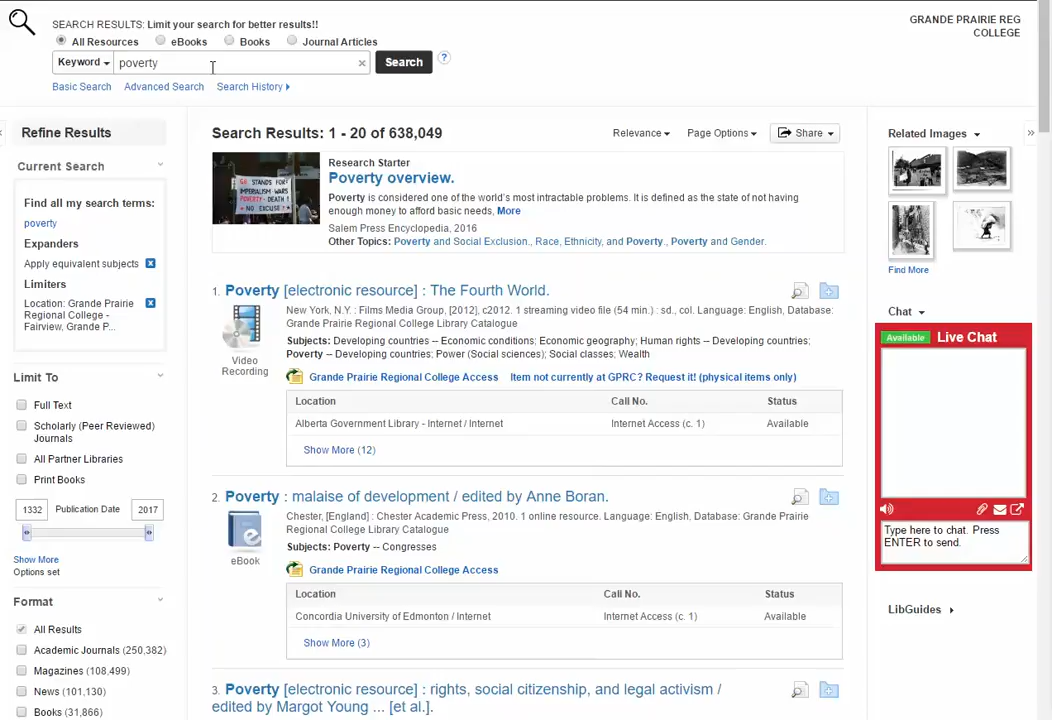 SEARCH RESULTS: Limit your search for better results!!
All Resources eBooks Books Journal Articles
Keyword poverty × Search ?
Basic Search Advanced Search Search History
GRANDE PRAIRIE REG
COLLEGE
Refine Results
Current Search
Find all my search terms:
poverty
Expanders
Apply equivalent subjects
Limiters
Location: Grande Prairie
Regional College -
Fairview, Grande P...
Limit To
Full Text
Scholarly (Peer Reviewed)
Journals
All Partner Libraries
Print Books
1332 Publication Date 2017
Show More
Options set
Format
All Results
Academic Journals (250,382)
Magazines (108,499)
News (101,130)
Books (31,866)
Search Results: 1 - 20 of 638,049
Relevance Page Options Share
Research Starter
Poverty overview.
Poverty is considered one of the world's most intractable problems. It is defined as the state of not having
enough money to afford basic needs, More
Salem Press Encyclopedia, 2016
Other Topics: Poverty and Social Exclusion., Race, Ethnicity, and Poverty., Poverty and Gender.
1. Poverty [electronic resource] : The Fourth World.
New York, N.Y. : Films Media Group, [2012], c2012. 1 streaming video file (54 min.) : sd., col. Language: English, Database:
Grande Prairie Regional College Library Catalogue
Subjects: Developing countries -- Economic conditions; Economic geography; Human rights -- Developing countries;
Poverty -- Developing countries; Power (Social sciences); Social classes; Wealth
Video
Recording
Grande Prairie Regional College Access Item not currently at GPRC? Request it! (physical items only)
Location Call No. Status
Alberta Government Library - Internet / Internet Internet Access (c. 1) Available
Show More (12)
2. Poverty : malaise of development / edited by Anne Boran.
Chester, [England] : Chester Academic Press, 2010. 1 online resource. Language: English, Database: Grande Prairie
Regional College Library Catalogue
Subjects: Poverty -- Congresses
eBook
Grande Prairie Regional College Access
Location Call No. Status
Concordia University of Edmonton / Internet Internet Access (c. 1) Available
Show More (3)
3. Poverty [electronic resource] : rights, social citizenship, and legal activism /
edited by Margot Young ... [et al.].
Related Images »
Find More
Chat
Available Live Chat
Type here to chat. Press
ENTER to send.
LibGuides